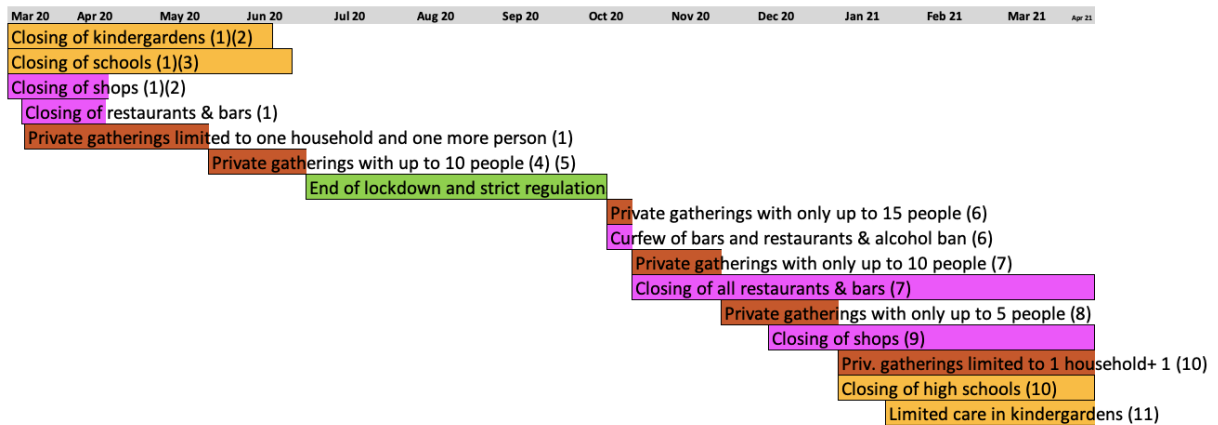 Mar 20 Apr 20 May 20 Jun 20 Jul 20 Aug 20 Sep 20 Oct 20 Nov 20 Dec 20 Jan 21 Feb 21 Mar 21 Apr 21
Closing of kindergardens (1)(2)
Closing of schools (1)(3)
Closing of shops (1)(2)
Closing of restaurants & bars (1)
Private gatherings limited to one household and one more person (1)
Private gatherings with up to 10 people (4) (5)
End of lockdown and strict regulation
Private gatherings with only up to 15 people (6)
Curfew of bars and restaurants & alcohol ban (6)
Private gatherings with only up to 10 people (7)
Closing of all restaurants & bars (7)
Private gatherings with only up to 5 people (8)
Closing of shops (9)
Priv. gatherings limited to 1 household+ 1 (10)
Closing of high schools (10)
Limited care in kindergardens (11)